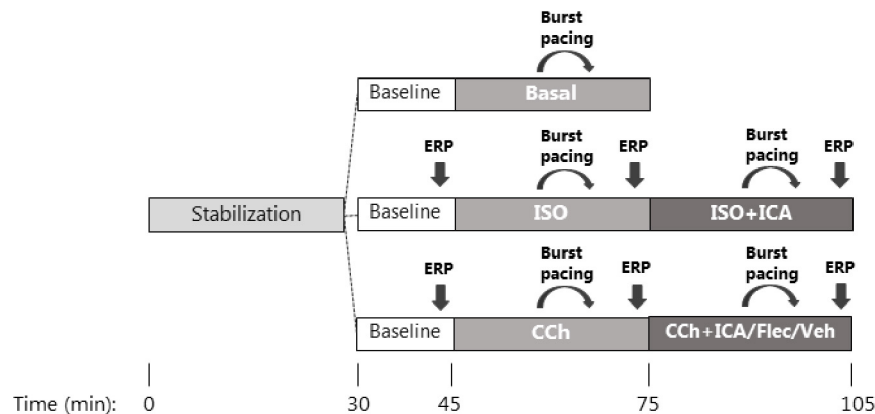 Burst
pacing
Baseline Basal
ERP Burst
pacing ERP Burst
pacing ERP
Stabilization Baseline ISO ISO+ICA
ERP Burst
pacing ERP Burst
pacing ERP
Baseline CCh CCh+ICA/Flec/Veh
Time (min): 0 30 45 75 105